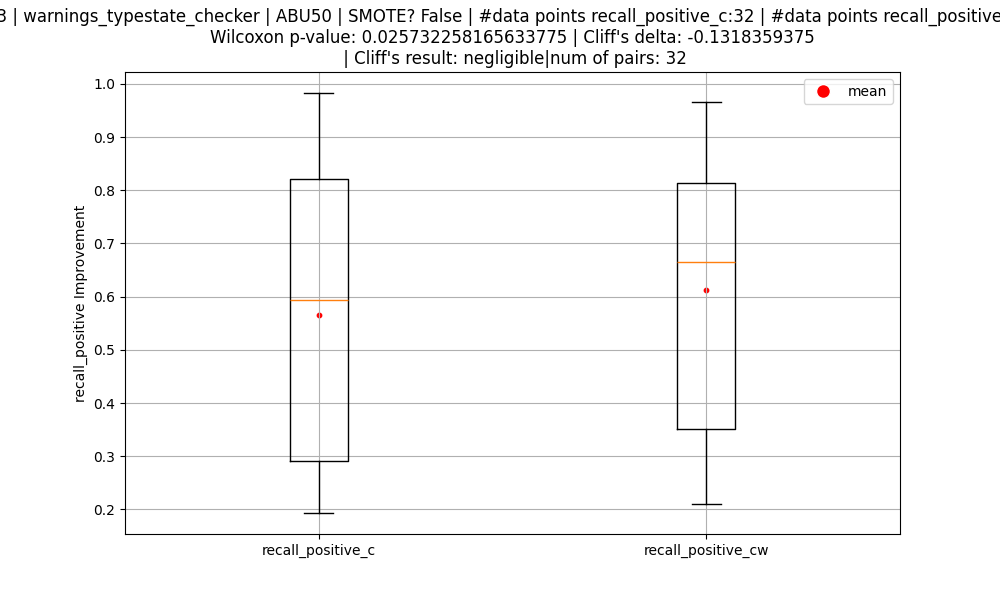 3 | warnings_typestate_checker | ABU50 | SMOTE? False | #data points recall_positive_c:32 | #data points recall_positive
Wilcoxon p-value: 0.025732258165633775 | Cliff's delta: -0.1318359375
| Cliff's result: negligible|num of pairs: 32
mean
1.0
0.9
0.8
0.7
0.6
0.5
0.4
0.3
0.2
recall_positive Improvement
recall_positive_c
recall_positive_cw